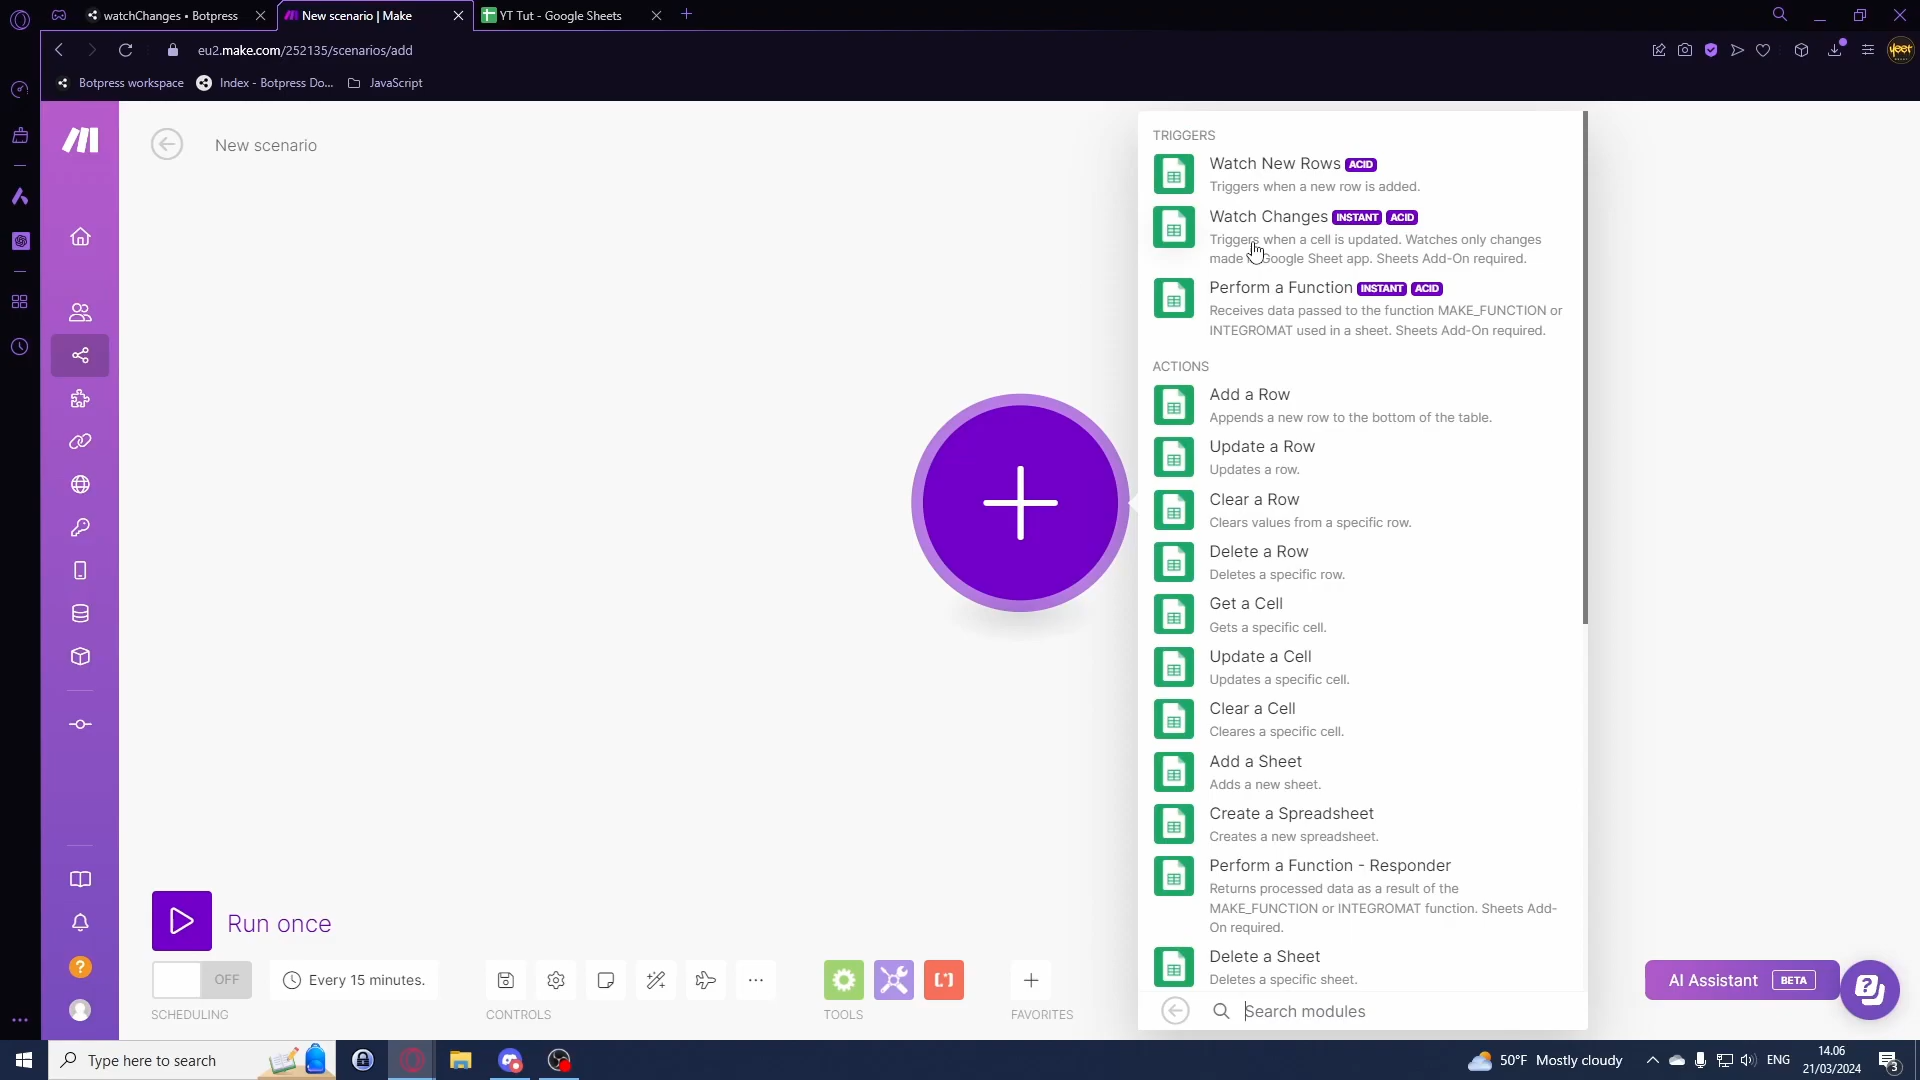 watchChanges • Botpress
New scenario | Make
YT Tut - Google Sheets
eu2.make.com/252135/scenarios/add
yeet
Botpress workspace
Index - Botpress Do...
JavaScript
New scenario
TRIGGERS
Watch New Rows ACID
Triggers when a new row is added.
Watch Changes INSTANT ACID
Triggers when a cell is updated. Watches only changes
made Google Sheet app. Sheets Add-On required.
Perform a Function INSTANT ACID
Receives data passed to the function MAKE_FUNCTION or
INTEGROMAT used in a sheet. Sheets Add-On required.
ACTIONS
Add a Row
Appends a new row to the bottom of the table.
Update a Row
Updates a row.
Clear a Row
Clears values from a specific row.
Delete a Row
Deletes a specific row.
Get a Cell
Gets a specific cell.
Update a Cell
Updates a specific cell.
Clear a Cell
Cleares a specific cell.
Add a Sheet
Adds a new sheet.
Create a Spreadsheet
Creates a new spreadsheet.
Perform a Function - Responder
Returns processed data as a result of the
MAKE_FUNCTION or INTEGROMAT function. Sheets Add-
On required.
Delete a Sheet
Deletes a specific sheet.
Search modules
Run once
OFF
Every 15 minutes.
SCHEDULING
CONTROLS
TOOLS
FAVORITES
AI Assistant BETA
Type here to search
50°F Mostly cloudy
ENG
14.06
21/03/2024
3